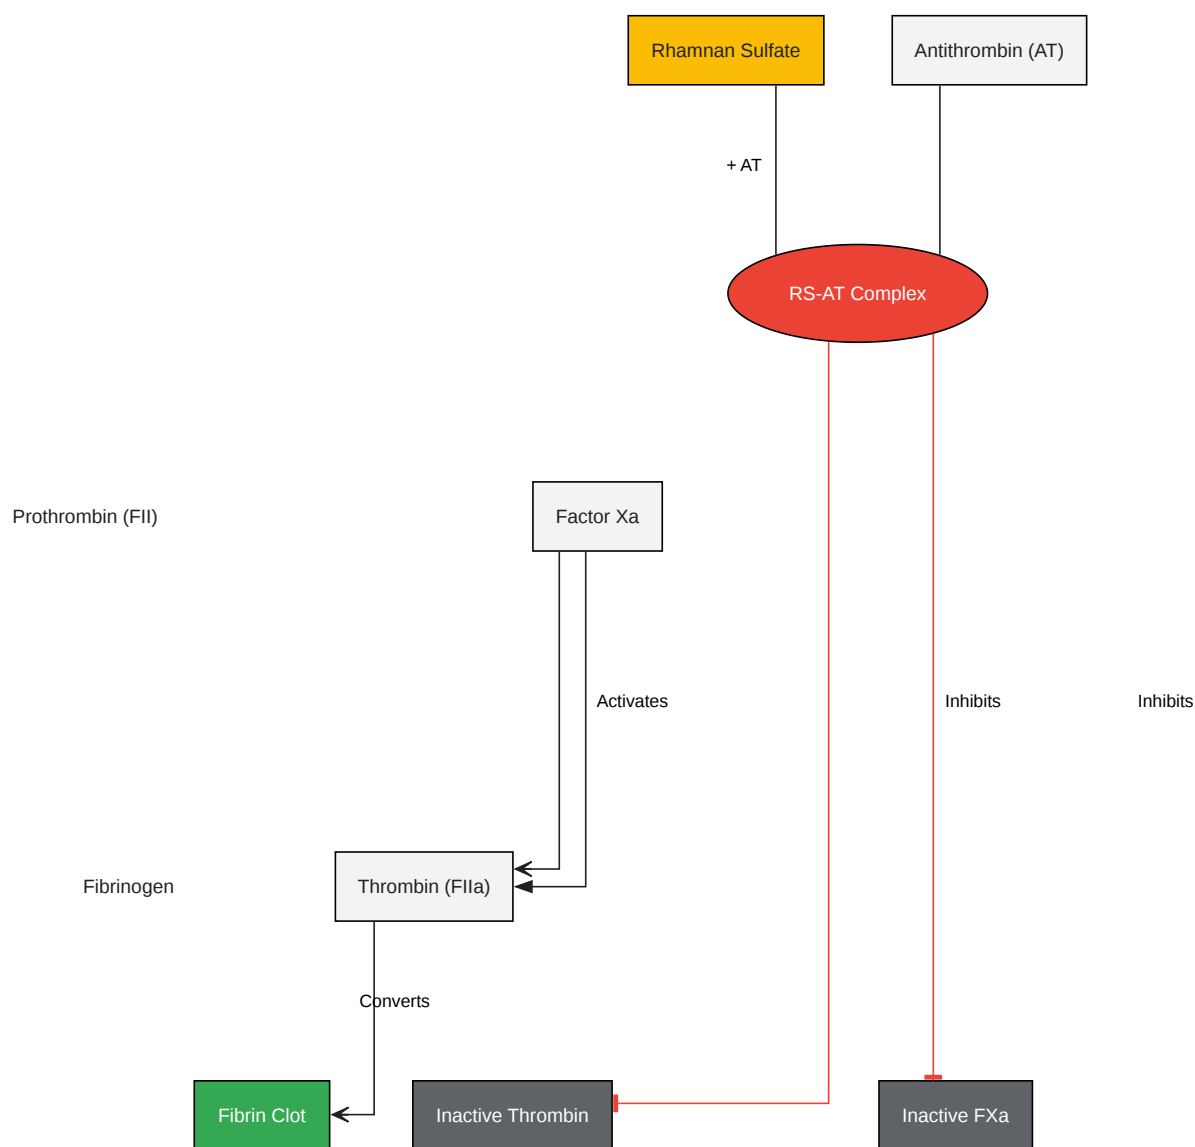 Rhamnan Sulfate
Antithrombin (AT)
+ AT
RS-AT Complex
Prothrombin (FII)
Factor Xa
Activates
Inhibits
Inhibits
Fibrinogen
Thrombin (FIIa)
Converts
Fibrin Clot
Inactive Thrombin
Inactive FXa